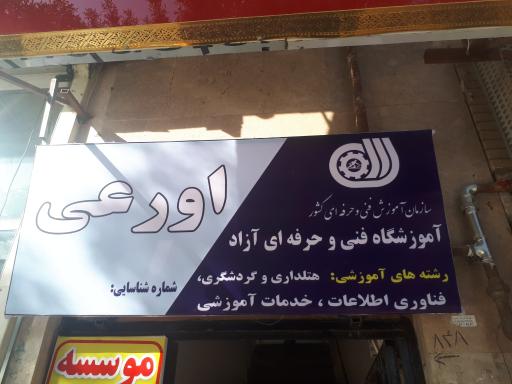 اورعی
سازمان آموزش فنی و حرفه ای کشور
آموزشگاه فنی و حرفه ای آزاد
رشته های آموزشی: هتلداری و گردشگری،
فناوری اطلاعات ، خدمات آموزشی
شماره شناسایی:
موسسه
۸۴۸